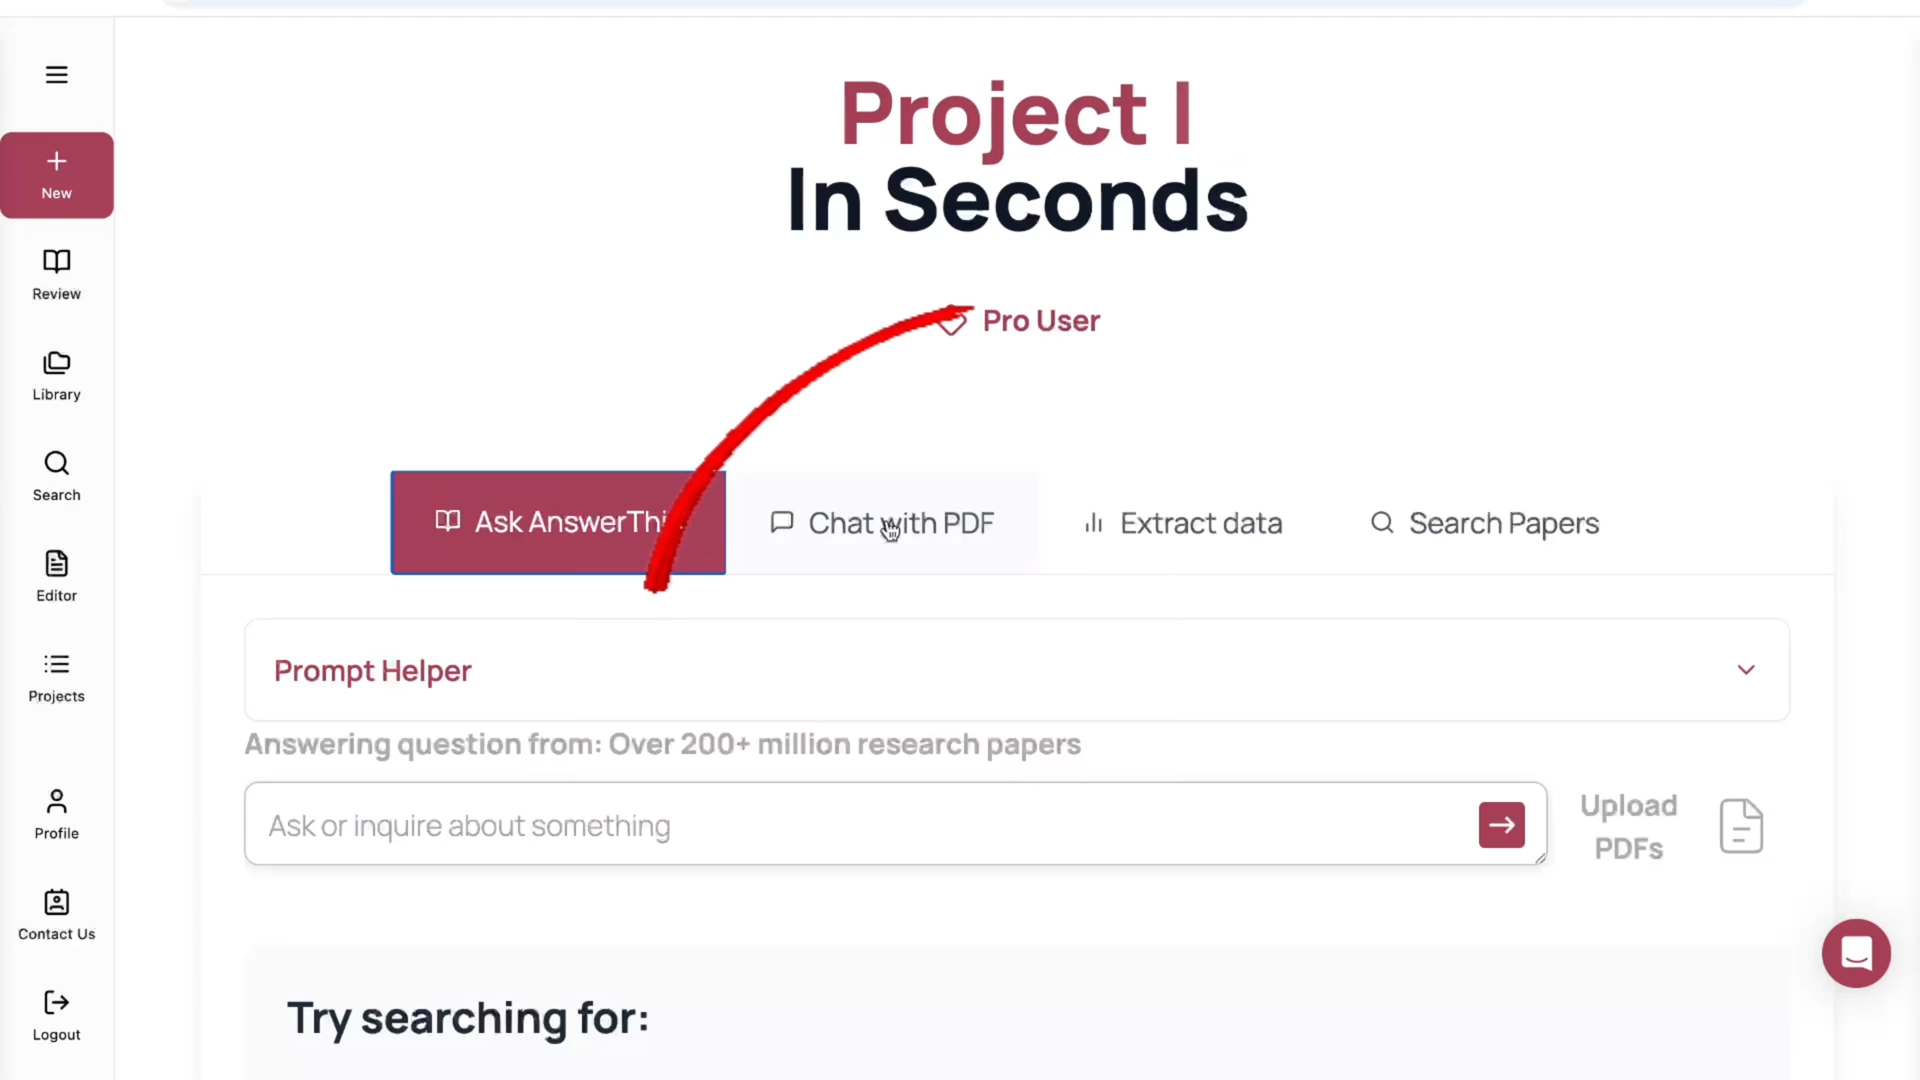 Project I
In Seconds
Pro User
Ask AnswerThi
Chat with PDF
Extract data
Search Papers
New
Review
Library
Search
Editor
Projects
Profile
Contact Us
Logout
Prompt Helper
Answering question from: Over 200+ million research papers
Ask or inquire about something
Upload
PDFs
Try searching for: